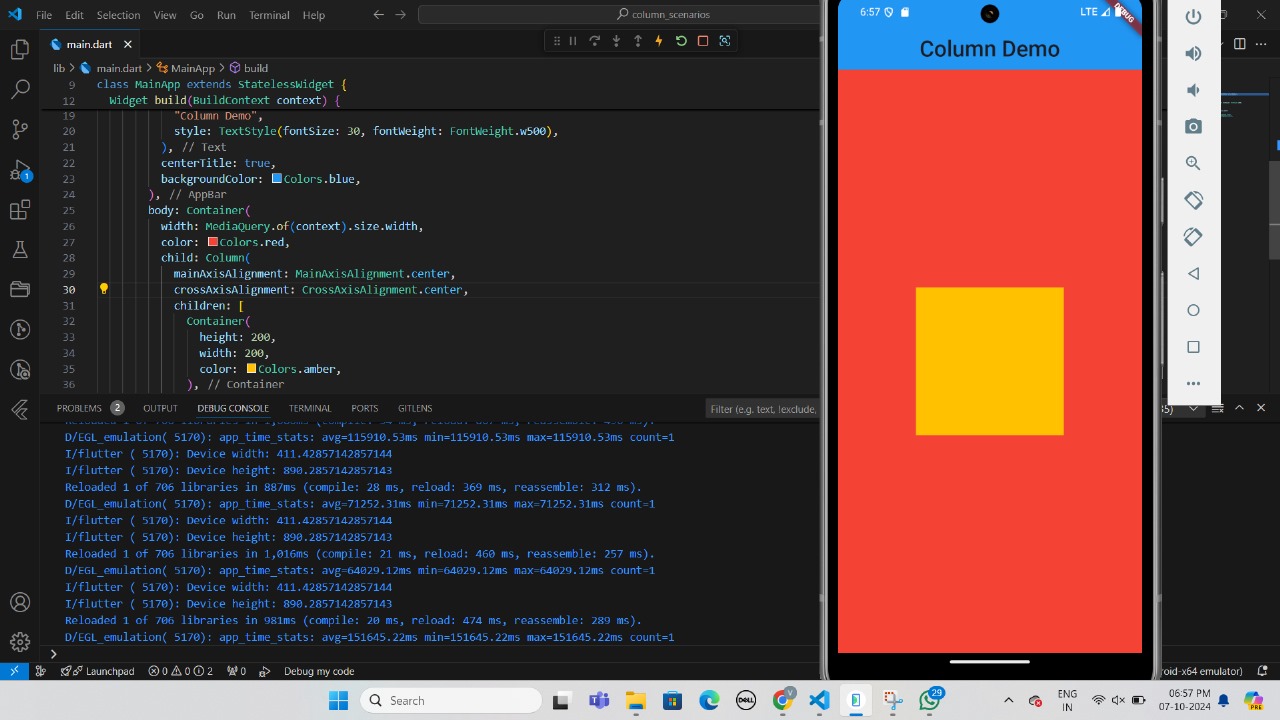 File Edit Selection View Go Run Terminal Help
column_scenarios
main.dart
lib > main.dart > MainApp > build
9 class MainApp extends StatelessWidget {
12 Widget build(BuildContext context) {
19 "Column Demo",
20 style: TextStyle(fontSize: 30, fontWeight: FontWeight.w500),
21 ), // Text
22 centerTitle: true,
23 backgroundColor: Colors.blue,
24 ), // AppBar
25 body: Container(
26 width: MediaQuery.of(context).size.width,
27 color: Colors.red,
28 child: Column(
29 mainAxisAlignment: MainAxisAlignment.center,
30 crossAxisAlignment: CrossAxisAlignment.center,
31 children: [
32 Container(
33 height: 200,
34 width: 200,
35 color: Colors.amber,
36 ), // Container
1
PROBLEMS 2 OUTPUT DEBUG CONSOLE TERMINAL PORTS GITLENS
Filter (e.g. text, !exclude,
D/EGL_emulation( 5170): app_time_stats: avg=115910.53ms min=115910.53ms max=115910.53ms count=1
I/flutter ( 5170): Device width: 411.42857142857144
I/flutter ( 5170): Device height: 890.2857142857143
Reloaded 1 of 706 libraries in 887ms (compile: 28 ms, reload: 369 ms, reassemble: 312 ms).
D/EGL_emulation( 5170): app_time_stats: avg=71252.31ms min=71252.31ms max=71252.31ms count=1
I/flutter ( 5170): Device width: 411.42857142857144
I/flutter ( 5170): Device height: 890.2857142857143
Reloaded 1 of 706 libraries in 1,016ms (compile: 21 ms, reload: 460 ms, reassemble: 257 ms).
D/EGL_emulation( 5170): app_time_stats: avg=64029.12ms min=64029.12ms max=64029.12ms count=1
I/flutter ( 5170): Device width: 411.42857142857144
I/flutter ( 5170): Device height: 890.2857142857143
Reloaded 1 of 706 libraries in 981ms (compile: 20 ms, reload: 474 ms, reassemble: 289 ms).
D/EGL_emulation( 5170): app_time_stats: avg=151645.22ms min=151645.22ms max=151645.22ms count=1
>
6:57 LTE
DEBUG
Column Demo
Launchpad 0 0 2 0 Debug my code
oid-x64 emulator)
Search
DELL
V
29
ENG
IN
06:57 PM
07-10-2024
PRE